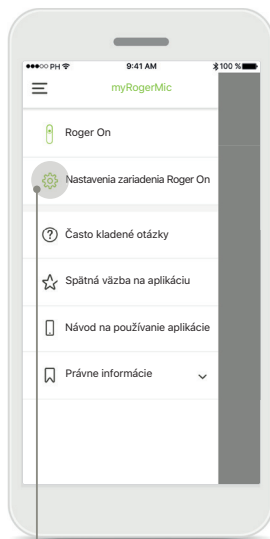 PH 9:41 AM 100 %
myRogerMic
Roger On
Nastavenia zariadenia Roger On
Často kladené otázky
Spätná väzba na aplikáciu
Návod na používanie aplikácie
Právne informácie